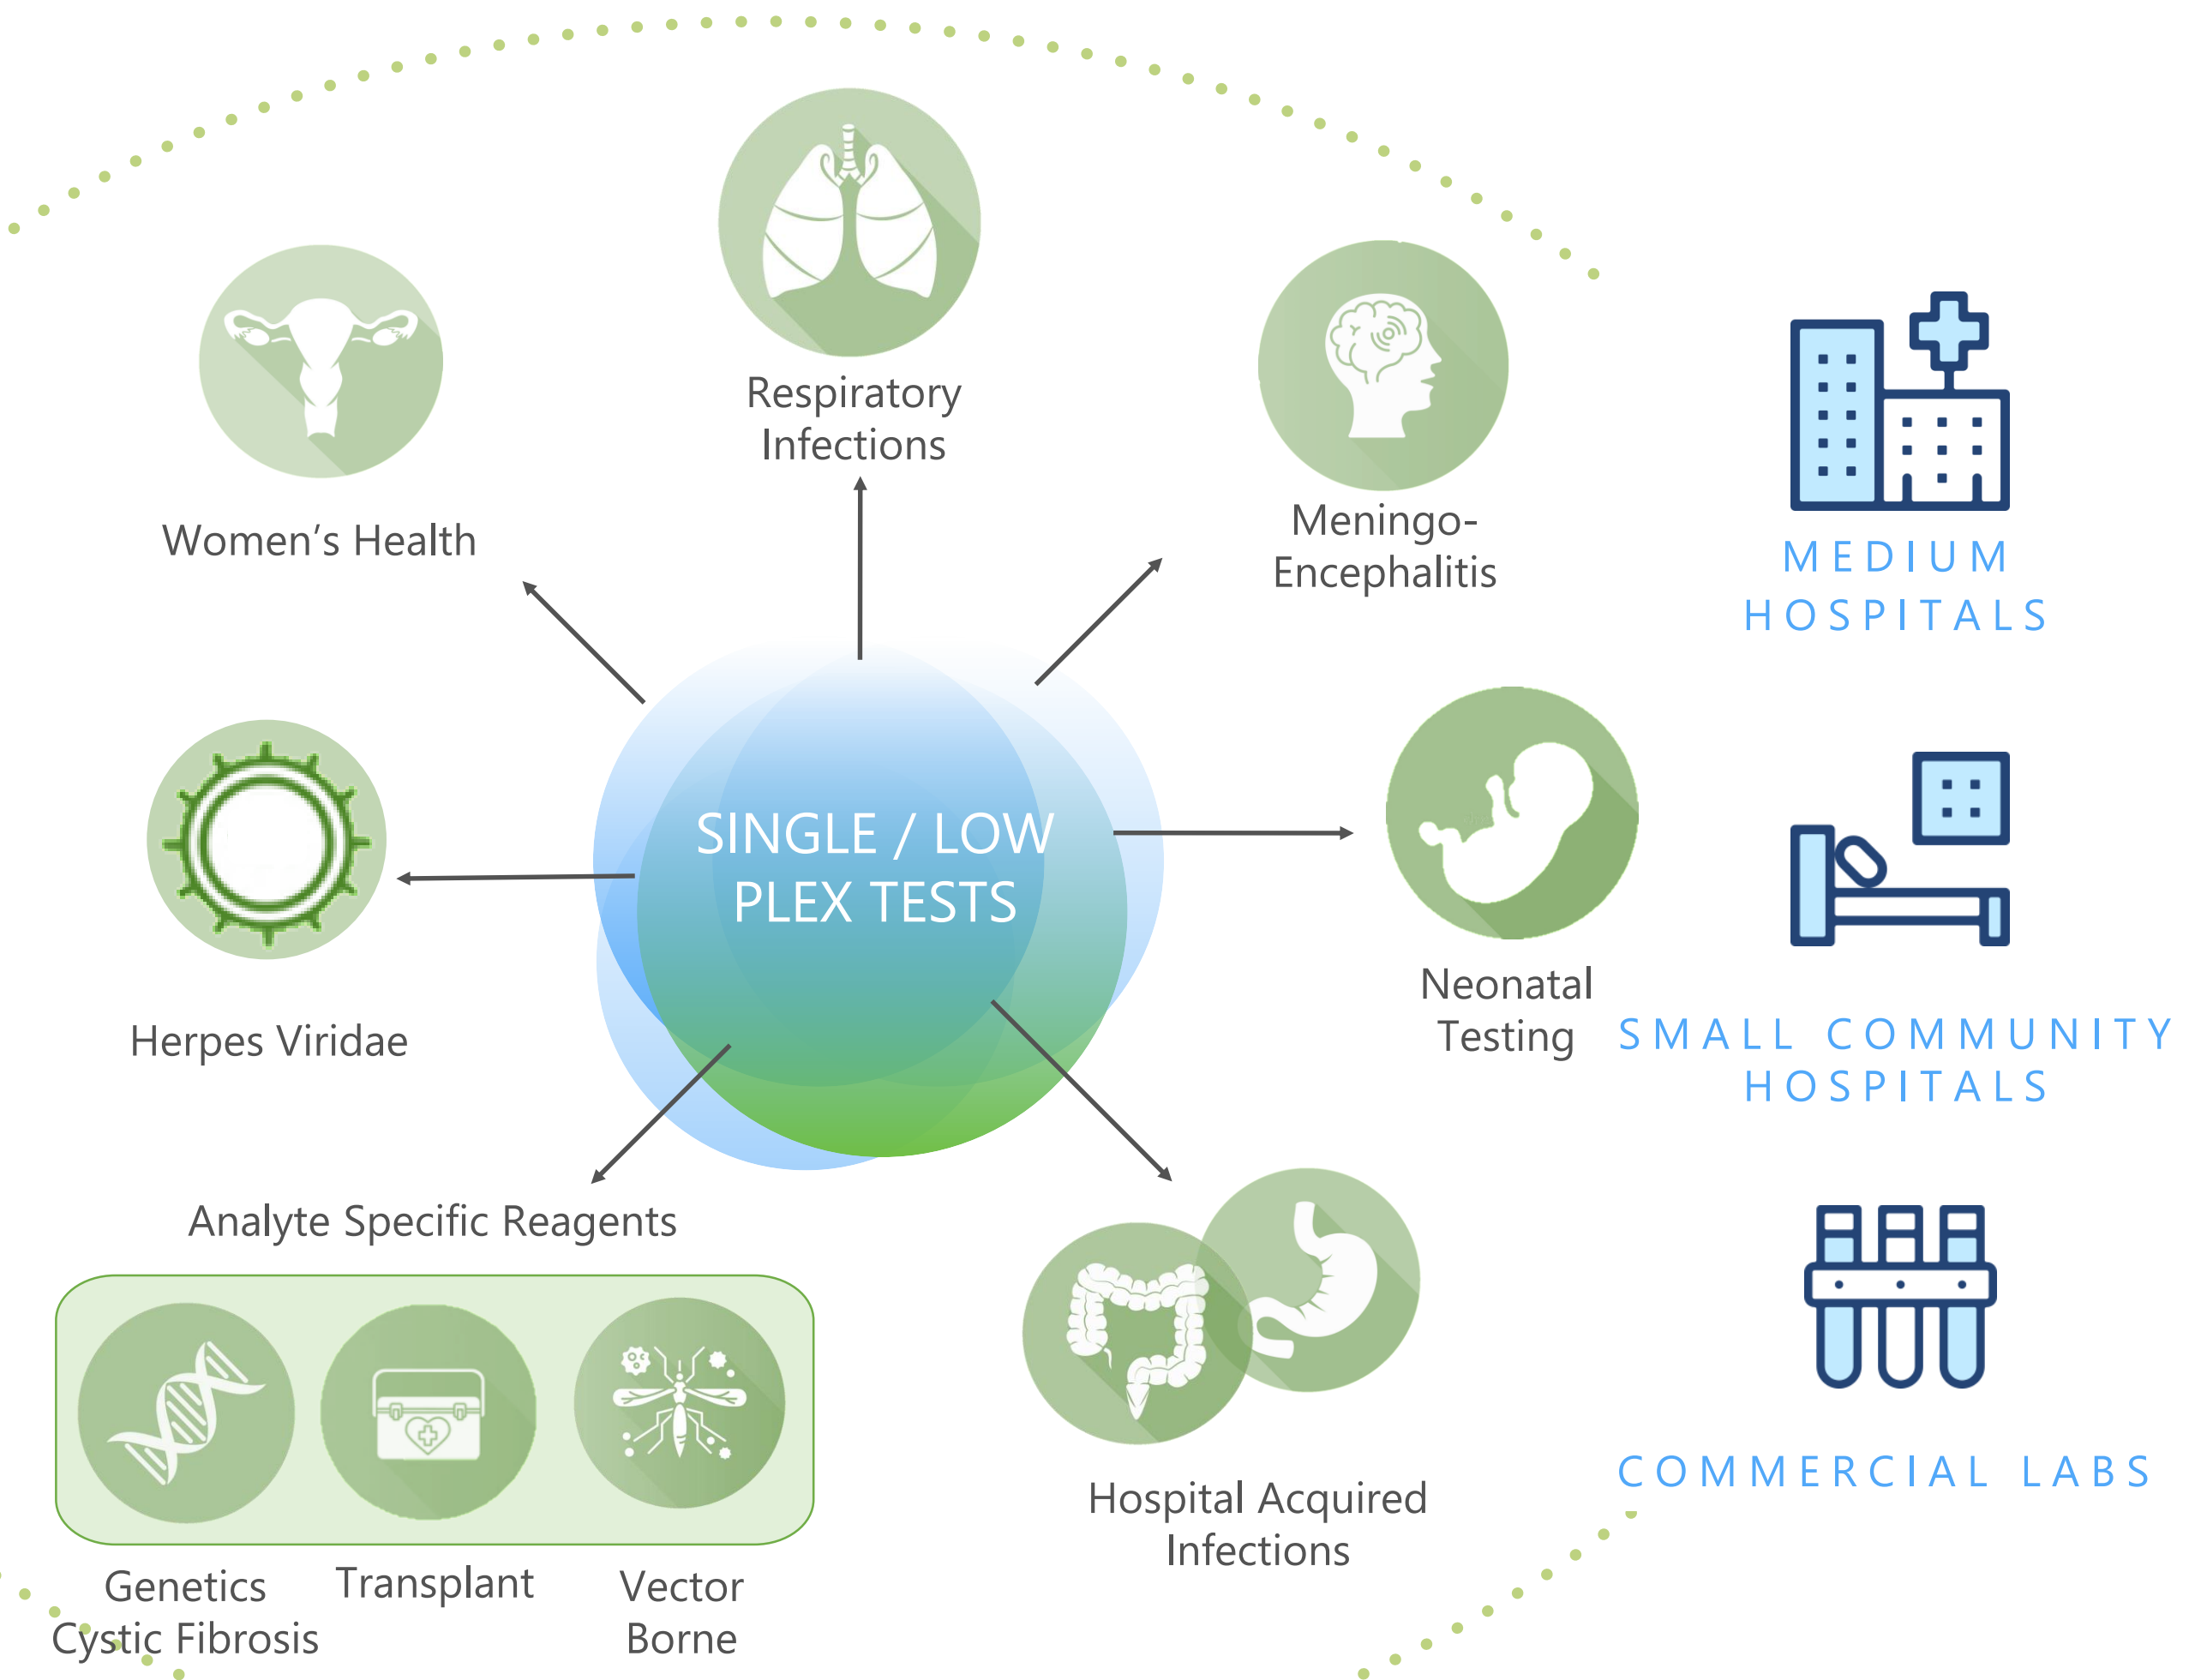 Respiratory
Infections
Women's Health
Meningo-
Encephalitis
MEDIUM
HOSPITALS
SINGLE / LOW
PLEX TESTS
Herpes Viridae
Neonatal
Testing
SMALL COMMUNITY
HOSPITALS
Analyte Specific Reagents
Genetics
Cystic Fibrosis
Transplant
Vector
Borne
Hospital Acquired
Infections
COMMERCIAL LABS